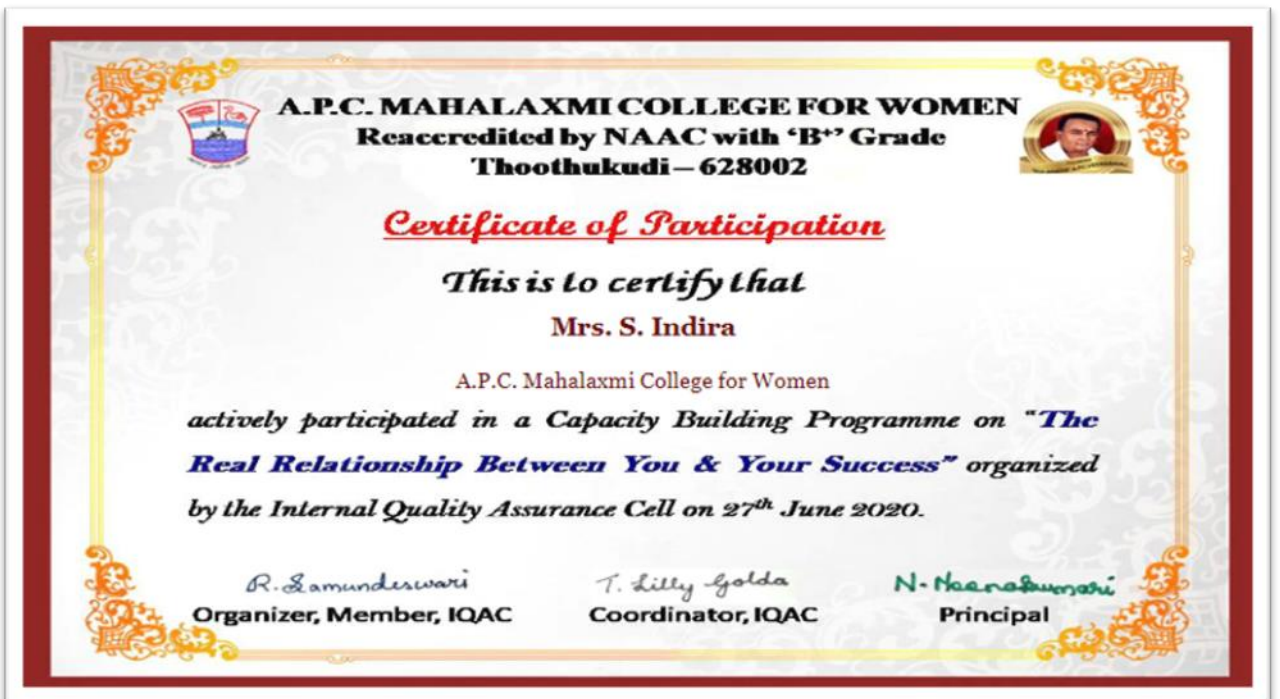 A.P.C. MAHALAXMI COLLEGE FOR WOMEN
Reaccredited by NAAC with ‘B⁺’ Grade
Thoothukudi – 628002
Certificate of Participation
This is to certify that
Mrs. S. Indira
A.P.C. Mahalaxmi College for Women
actively participated in a Capacity Building Programme on “The
Real Relationship Between You & Your Success” organized
by the Internal Quality Assurance Cell on 27th June 2020.
R. Samundeswari T. Lilly Golda N. Meenakumari
Organizer, Member, IQAC Coordinator, IQAC Principal